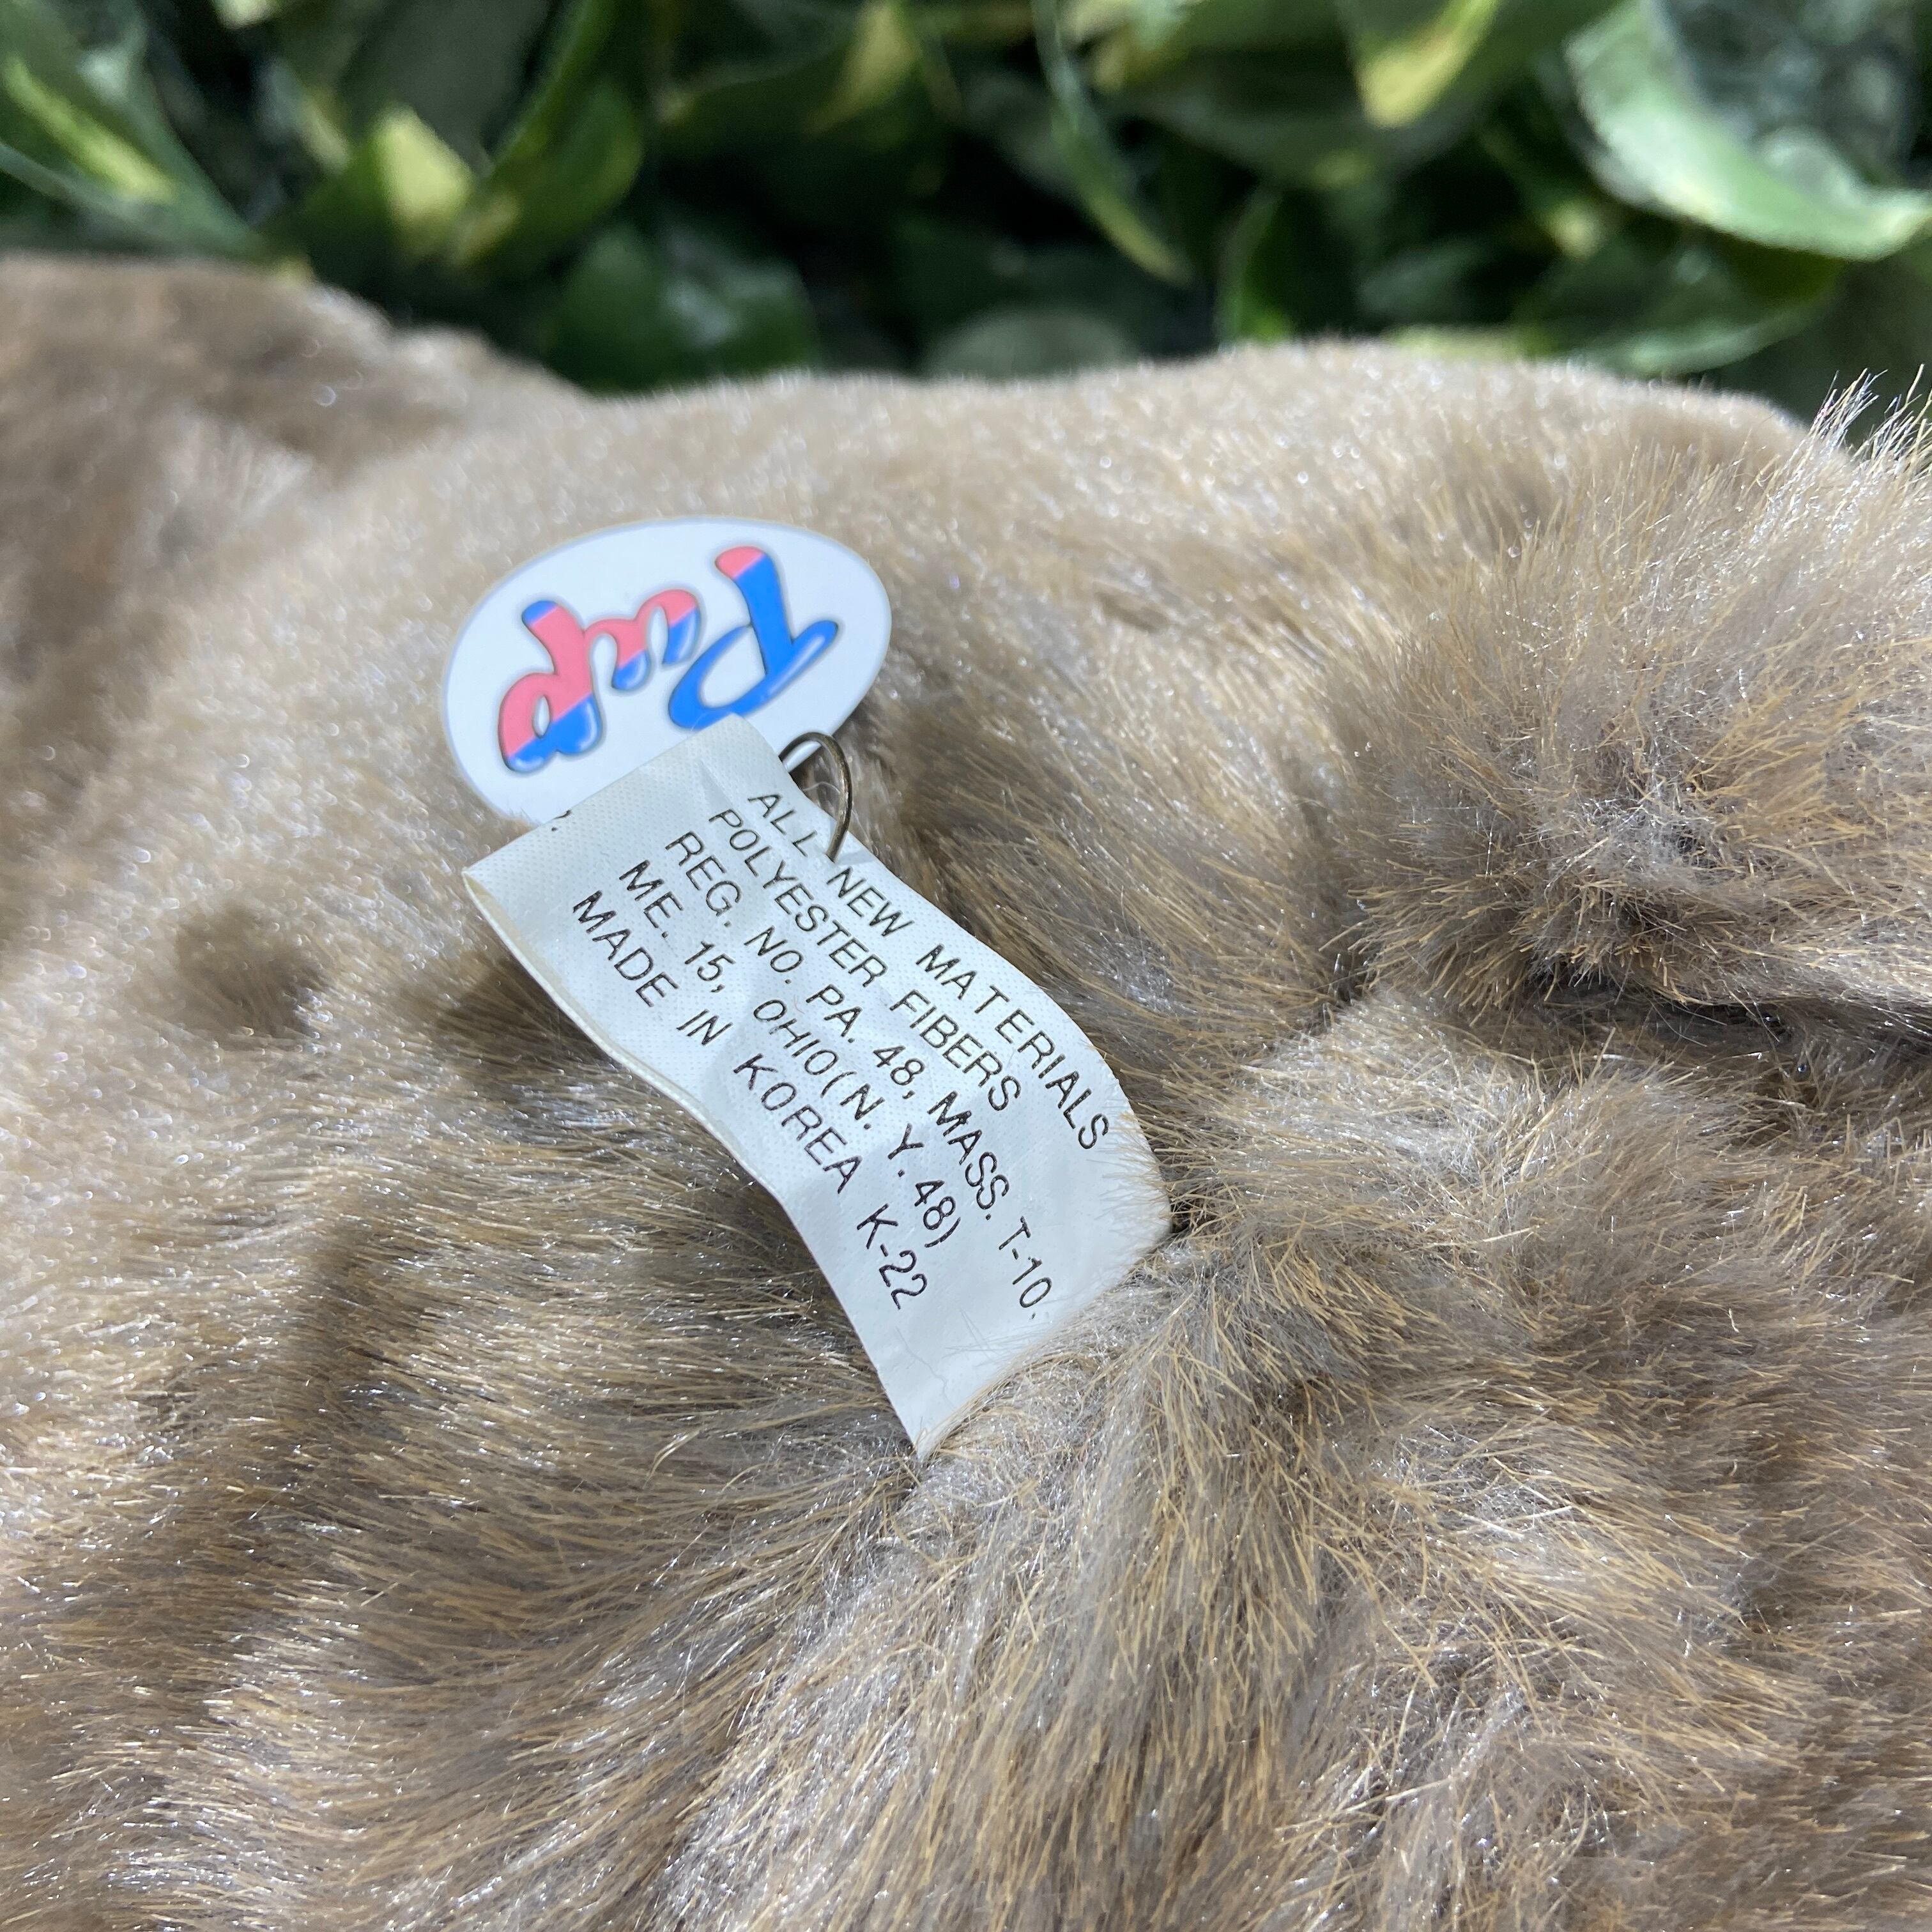 Pup
ALL NEW MATERIALS
POLYESTER FIBERS
REG. NO. PA. 48, MASS. T-10.
ME. 15, OHIO(N. Y. 48)
MADE IN KOREA K-22